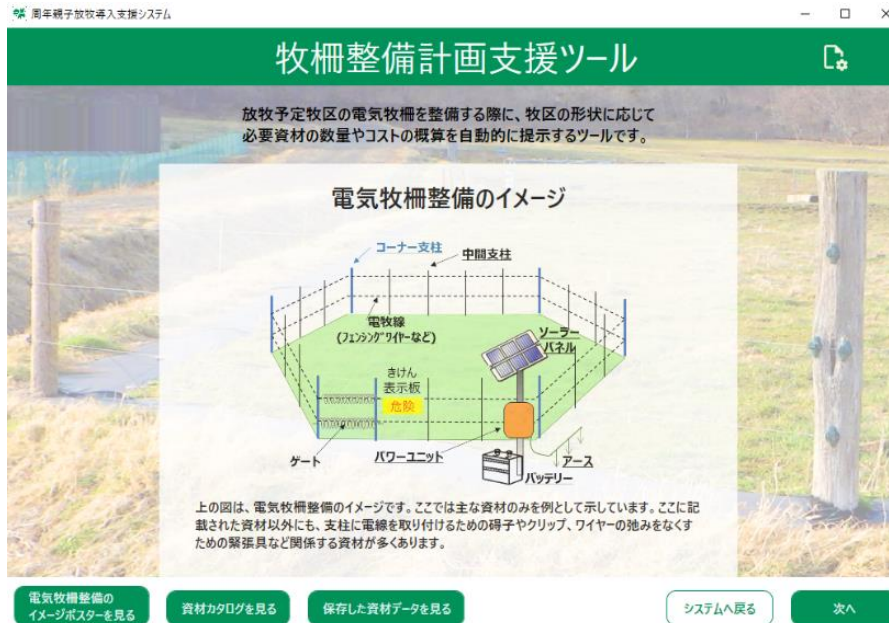 周年親子放牧導入支援システム
牧柵整備計画支援ツール
放牧予定牧区の電気牧柵を整備する際に、牧区の形状に応じて
必要資材の数量やコストの概算を自動的に提示するツールです。
電気牧柵整備のイメージ
コーナー支柱
中間支柱
電牧線
(フェンシングワイヤーなど)
ソーラー
パネル
きけん
表示板
危険
ゲート
パワーユニット
アース
バッテリー
上の図は、電気牧柵整備のイメージです。ここでは主な資材のみを例として示しています。ここに記
載された資材以外にも、支柱に電線を取り付けるための碍子やクリップ、ワイヤーの弛みをなくす
ための緊張具など関係する資材が多くあります。
電気牧柵整備の
イメージポスターを見る
資材カタログを見る
保存した資材データを見る
システムへ戻る
次へ